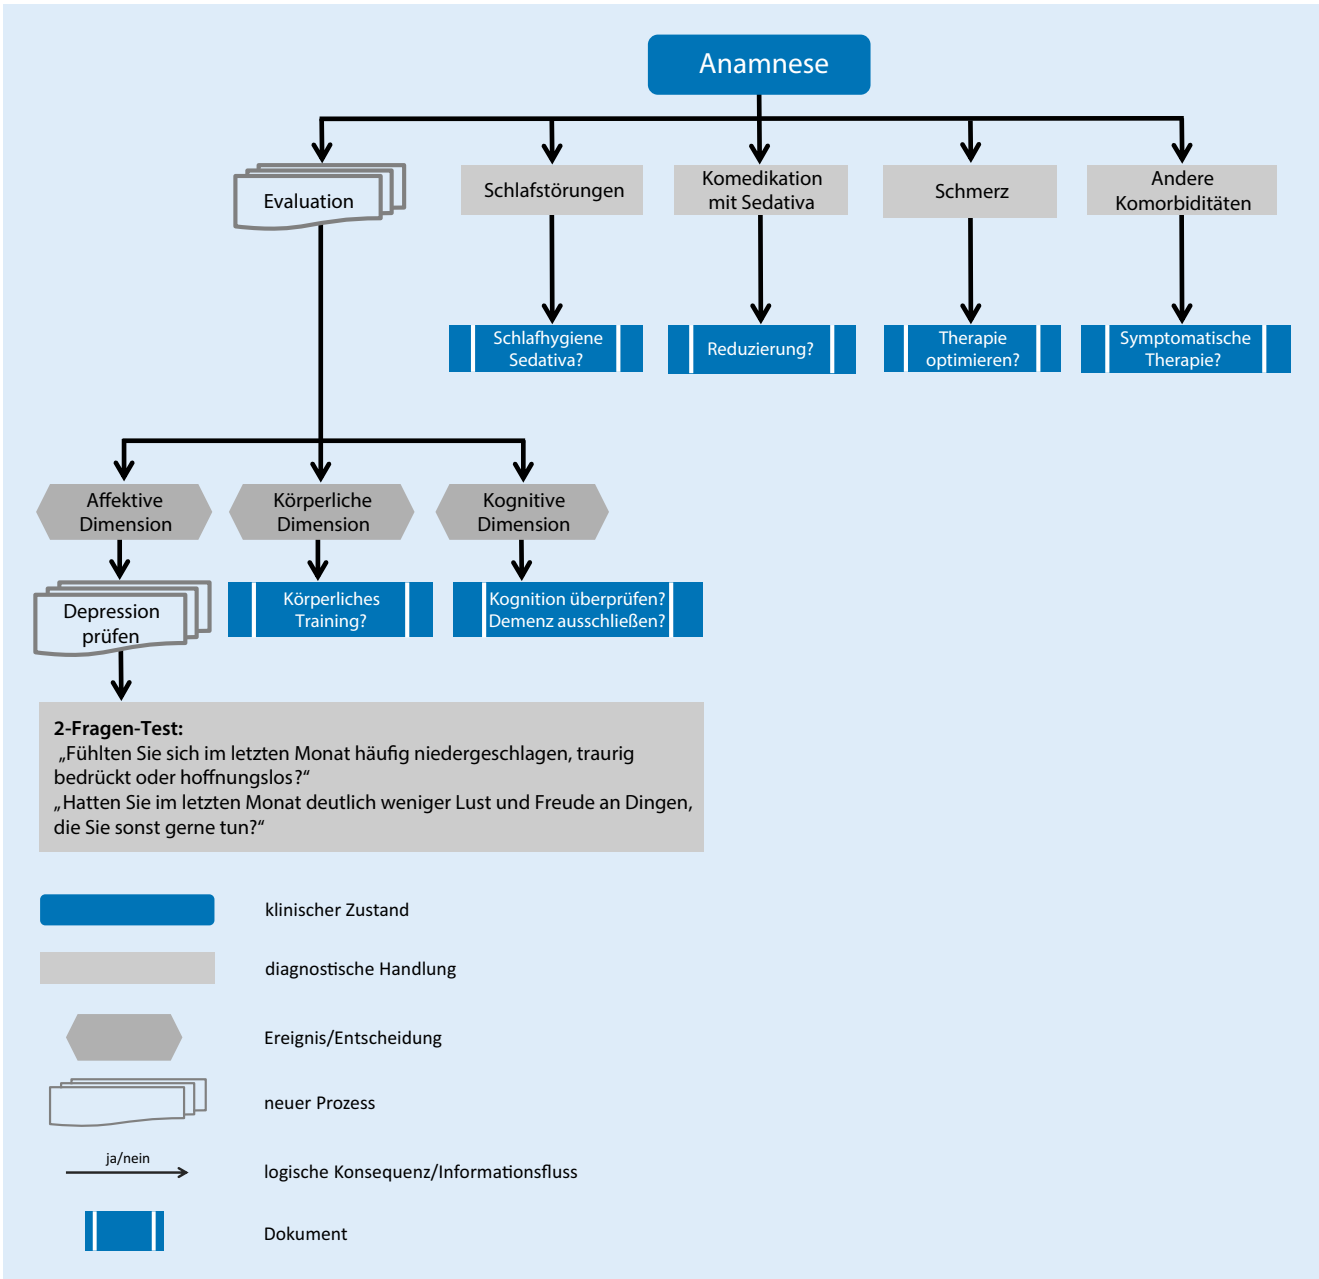 Anamnese
Evaluation
Schlafstörungen
Komedikation
mit Sedativa
Schmerz
Andere
Komorbiditäten
Schlafhygiene
Sedativa?
Reduzierung?
Therapie
optimieren?
Symptomatische
Therapie?
Affektive
Dimension
Körperliche
Dimension
Kognitive
Dimension
Depression
prüfen
Körperliches
Training?
Kognition überprüfen?
Demenz ausschließen?
2-Fragen-Test:
„Fühlten Sie sich im letzten Monat häufig niedergeschlagen, traurig
bedrückt oder hoffnungslos?“
„Hatten Sie im letzten Monat deutlich weniger Lust und Freude an Dingen,
die Sie sonst gerne tun?“
klinischer Zustand
diagnostische Handlung
Ereignis/Entscheidung
neuer Prozess
ja/nein
logische Konsequenz/Informationsfluss
Dokument